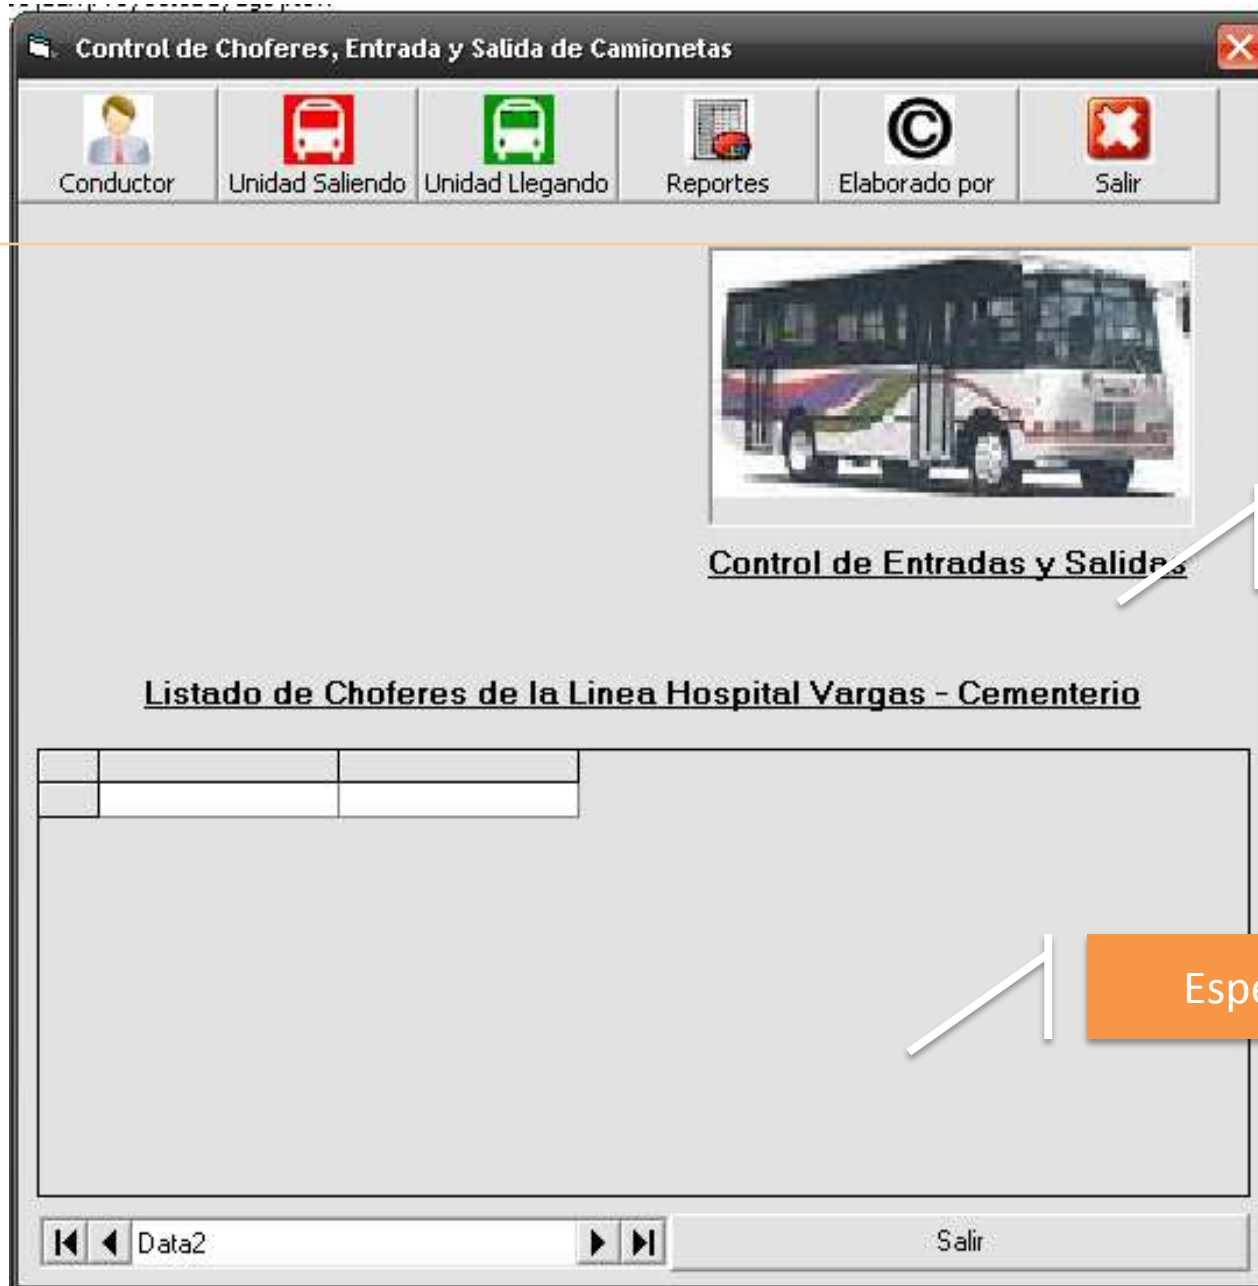 Control de Choferes, Entrada y Salida de Camionetas
Conductor Unidad Saliendo Unidad Llegando Reportes Elaborado por Salir
Control de Entradas y Salidas
Listado de Choferes de la Linea Hospital Vargas - Cementerio
Data2 Salir